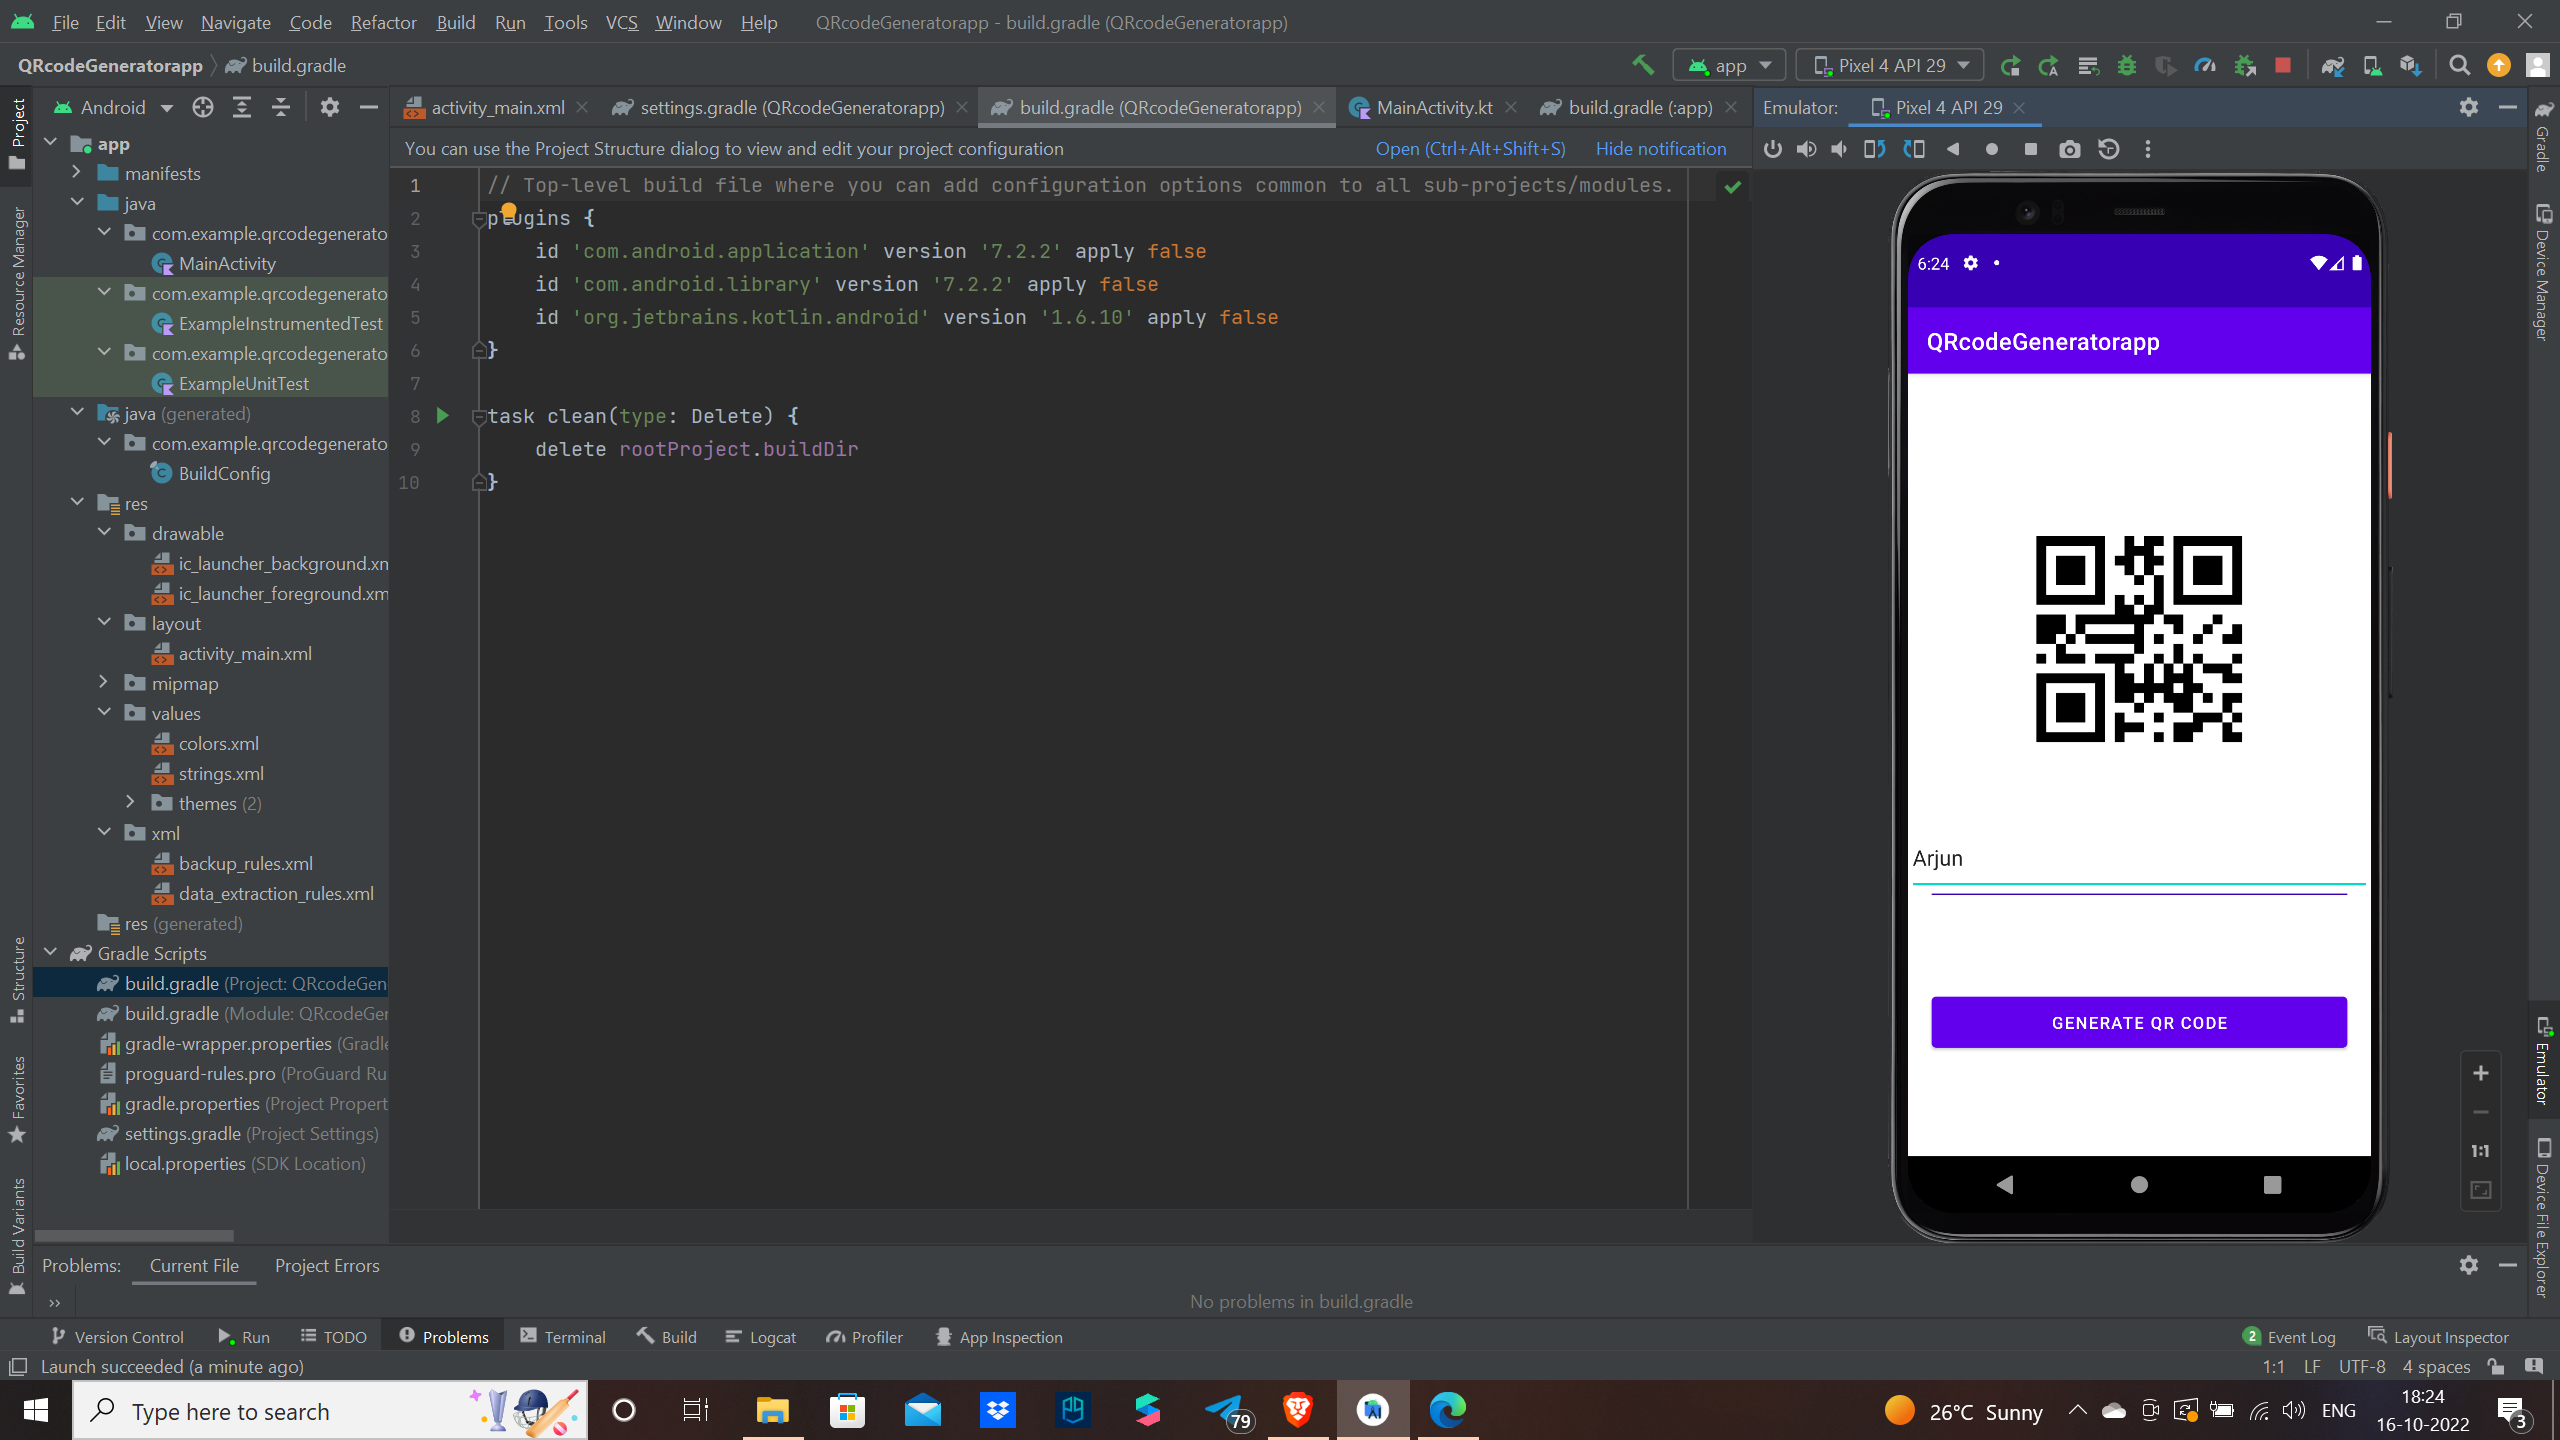 File Edit View Navigate Code Refactor Build Run Tools VCS Window Help QRcodeGeneratorapp - build.gradle (QRcodeGeneratorapp)
QRcodeGeneratorapp build.gradle app Pixel 4 API 29
Project
Resource Manager
Structure
Favorites
Build Variants
Android
app
manifests
java
com.example.qrcodegenerato
MainActivity
com.example.qrcodegenerato
ExampleInstrumentedTest
com.example.qrcodegenerato
ExampleUnitTest
java (generated)
com.example.qrcodegenerato
BuildConfig
res
drawable
ic_launcher_background.xm
ic_launcher_foreground.xm
layout
activity_main.xml
mipmap
values
colors.xml
strings.xml
themes (2)
xml
backup_rules.xml
data_extraction_rules.xml
res (generated)
Gradle Scripts
build.gradle (Project: QRcodeGen
build.gradle (Module: QRcodeGer
gradle-wrapper.properties (Gradle
proguard-rules.pro (ProGuard Ru
gradle.properties (Project Propert
settings.gradle (Project Settings)
local.properties (SDK Location)
activity_main.xml settings.gradle (QRcodeGeneratorapp) build.gradle (QRcodeGeneratorapp) MainActivity.kt build.gradle (:app)
You can use the Project Structure dialog to view and edit your project configuration Open (Ctrl+Alt+Shift+S) Hide notification
1 // Top-level build file where you can add configuration options common to all sub-projects/modules.
2 plugins {
3 id 'com.android.application' version '7.2.2' apply false
4 id 'com.android.library' version '7.2.2' apply false
5 id 'org.jetbrains.kotlin.android' version '1.6.10' apply false
6 }
7
8 task clean(type: Delete) {
9 delete rootProject.buildDir
10 }
Emulator: Pixel 4 API 29
6:24
QRcodeGeneratorapp
Arjun
GENERATE QR CODE
1:1
Gradle
Device Manager
Emulator
Device File Explorer
Problems: Current File Project Errors
No problems in build.gradle
Version Control Run TODO Problems Terminal Build Logcat Profiler App Inspection 2 Event Log Layout Inspector
Launch succeeded (a minute ago) 1:1 LF UTF-8 4 spaces
Type here to search 79 26°C Sunny ENG 18:24
16-10-2022 3